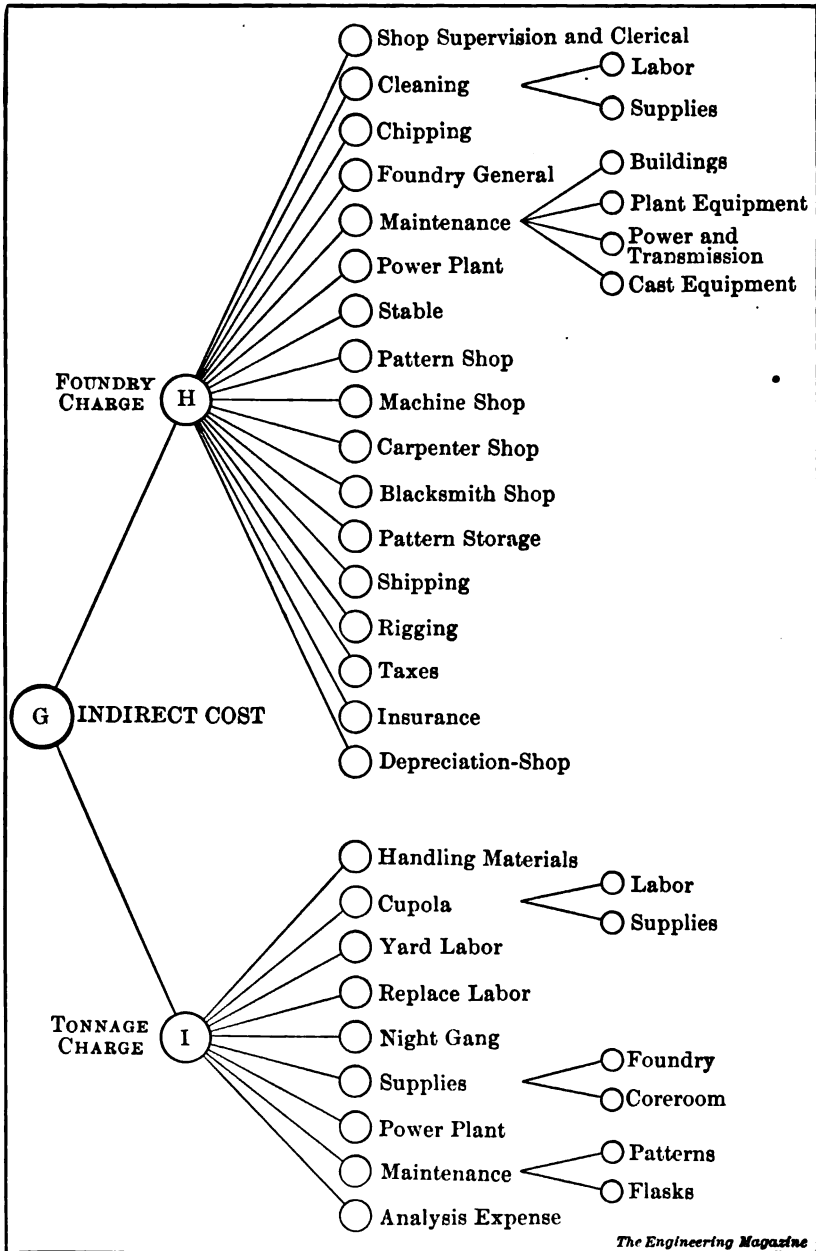 Shop Supervision and Clerical
Cleaning
Labor
Supplies
Chipping
Foundry General
Maintenance
Buildings
Plant Equipment
Power and
Transmission
Cast Equipment
Power Plant
Stable
Pattern Shop
FOUNDRY
CHARGE
H
Machine Shop
Carpenter Shop
Blacksmith Shop
Pattern Storage
Shipping
Rigging
Taxes
G INDIRECT COST
Insurance
Depreciation-Shop
Handling Materials
Cupola
Labor
Supplies
Yard Labor
Replace Labor
TONNAGE
CHARGE
I
Night Gang
Supplies
Foundry
Coreroom
Power Plant
Maintenance
Patterns
Flasks
Analysis Expense
The Engineering Magazine